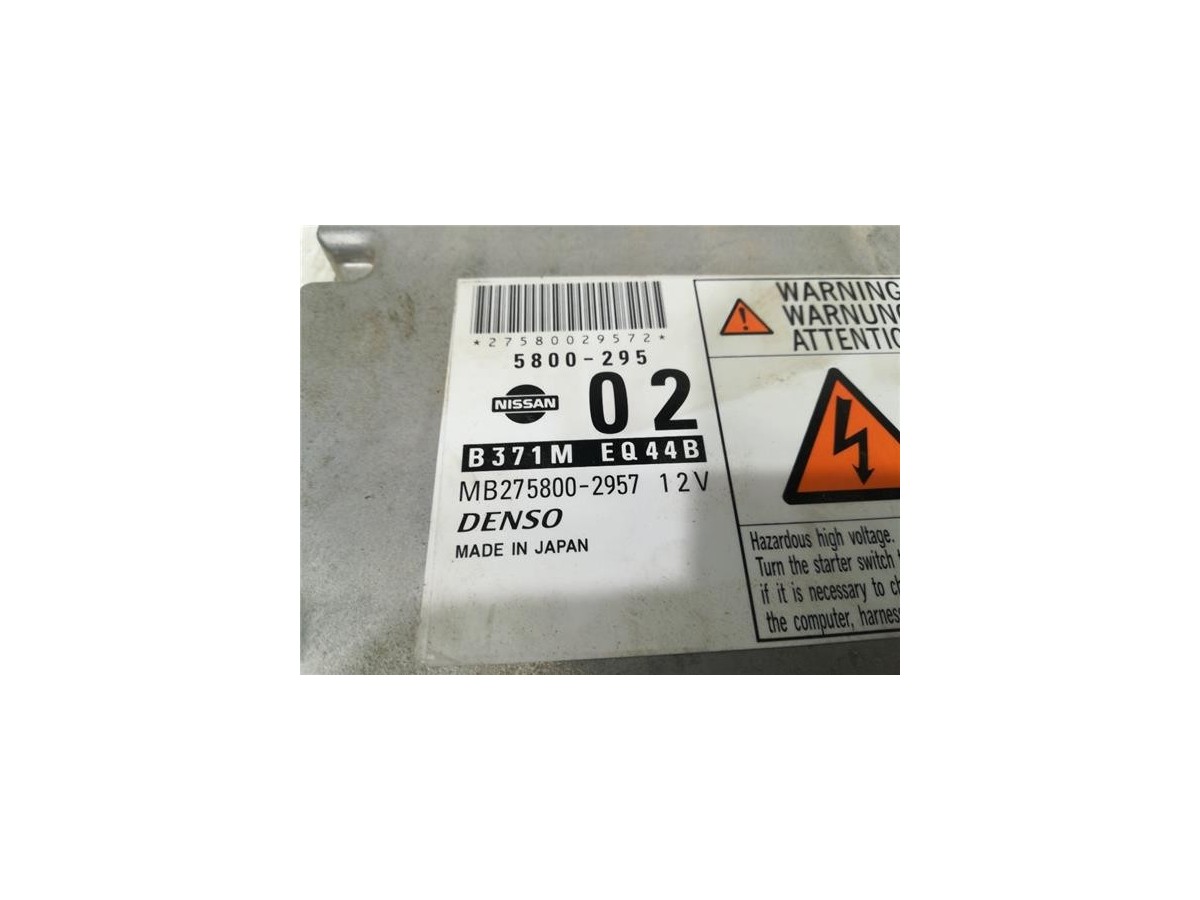 *27580029572*
5800-295
NISSAN 02
B371M EQ44B
MB275800-2957 12V
DENSO
MADE IN JAPAN
WARNING
WARNUNG
ATTENTIO
Hazardous high voltage.
Turn the starter switch
if it is necessary to
the computer, harness